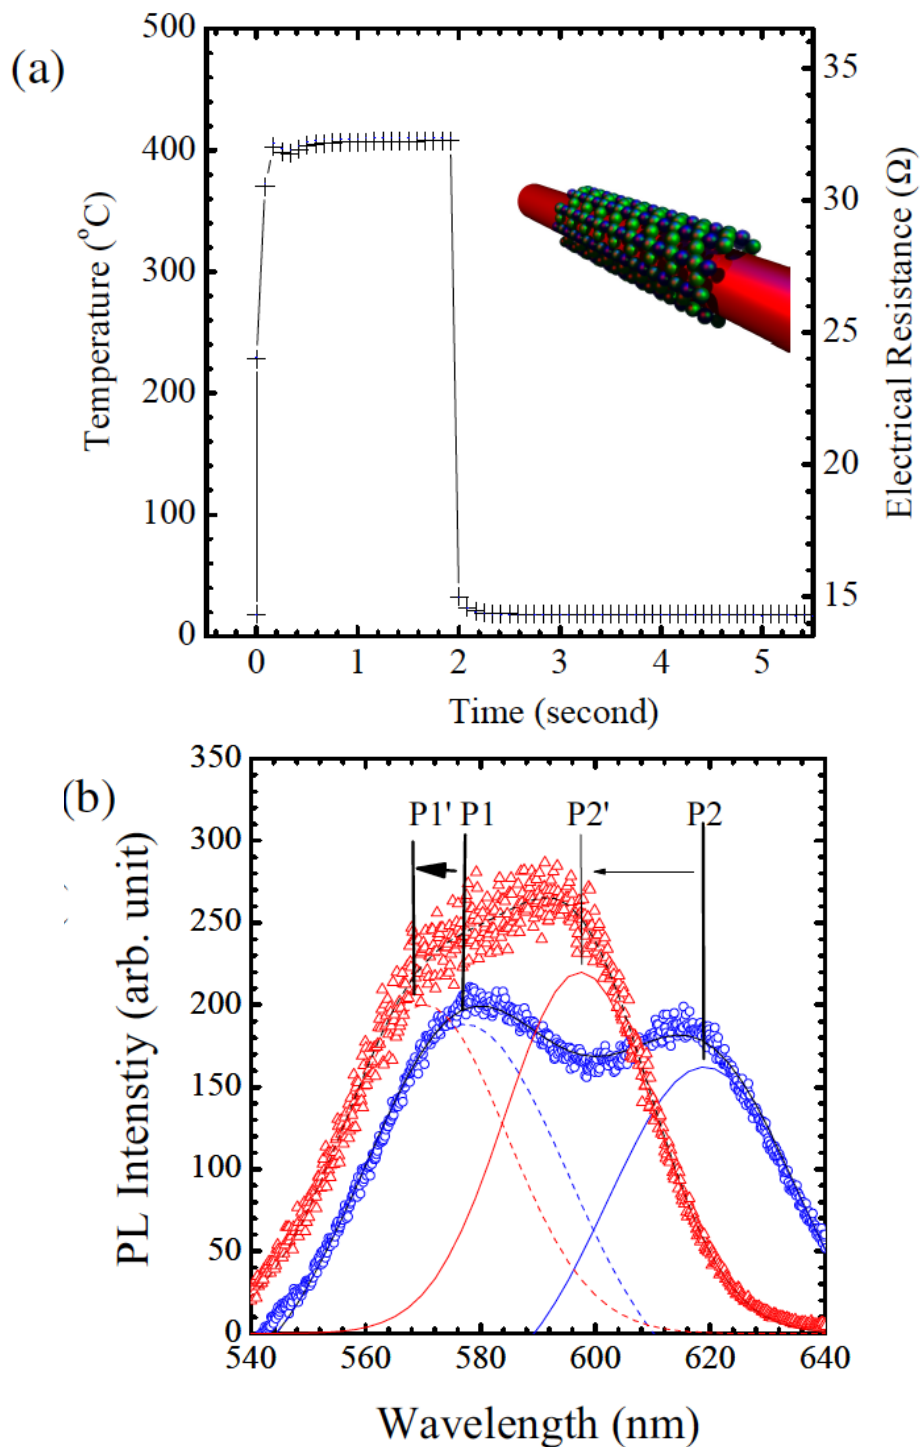 (a)
500
400
300
200
100
0
Temperature (°C)
35
30
25
20
15
Electrical Resistance (Ω)
0 1 2 3 4 5
Time (second)
(b)
350
300
250
200
150
100
50
0
PL Intenstiy (arb. unit)
P1' P1 P2' P2
540 560 580 600 620 640
Wavelength (nm)